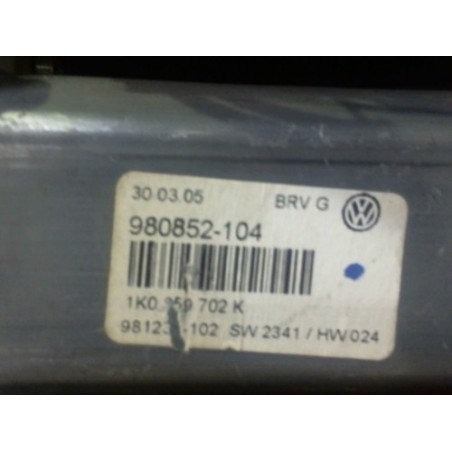 30.03.05 BRV G
980852-104
1K0 959 702 K
SW 2341 / HW 024